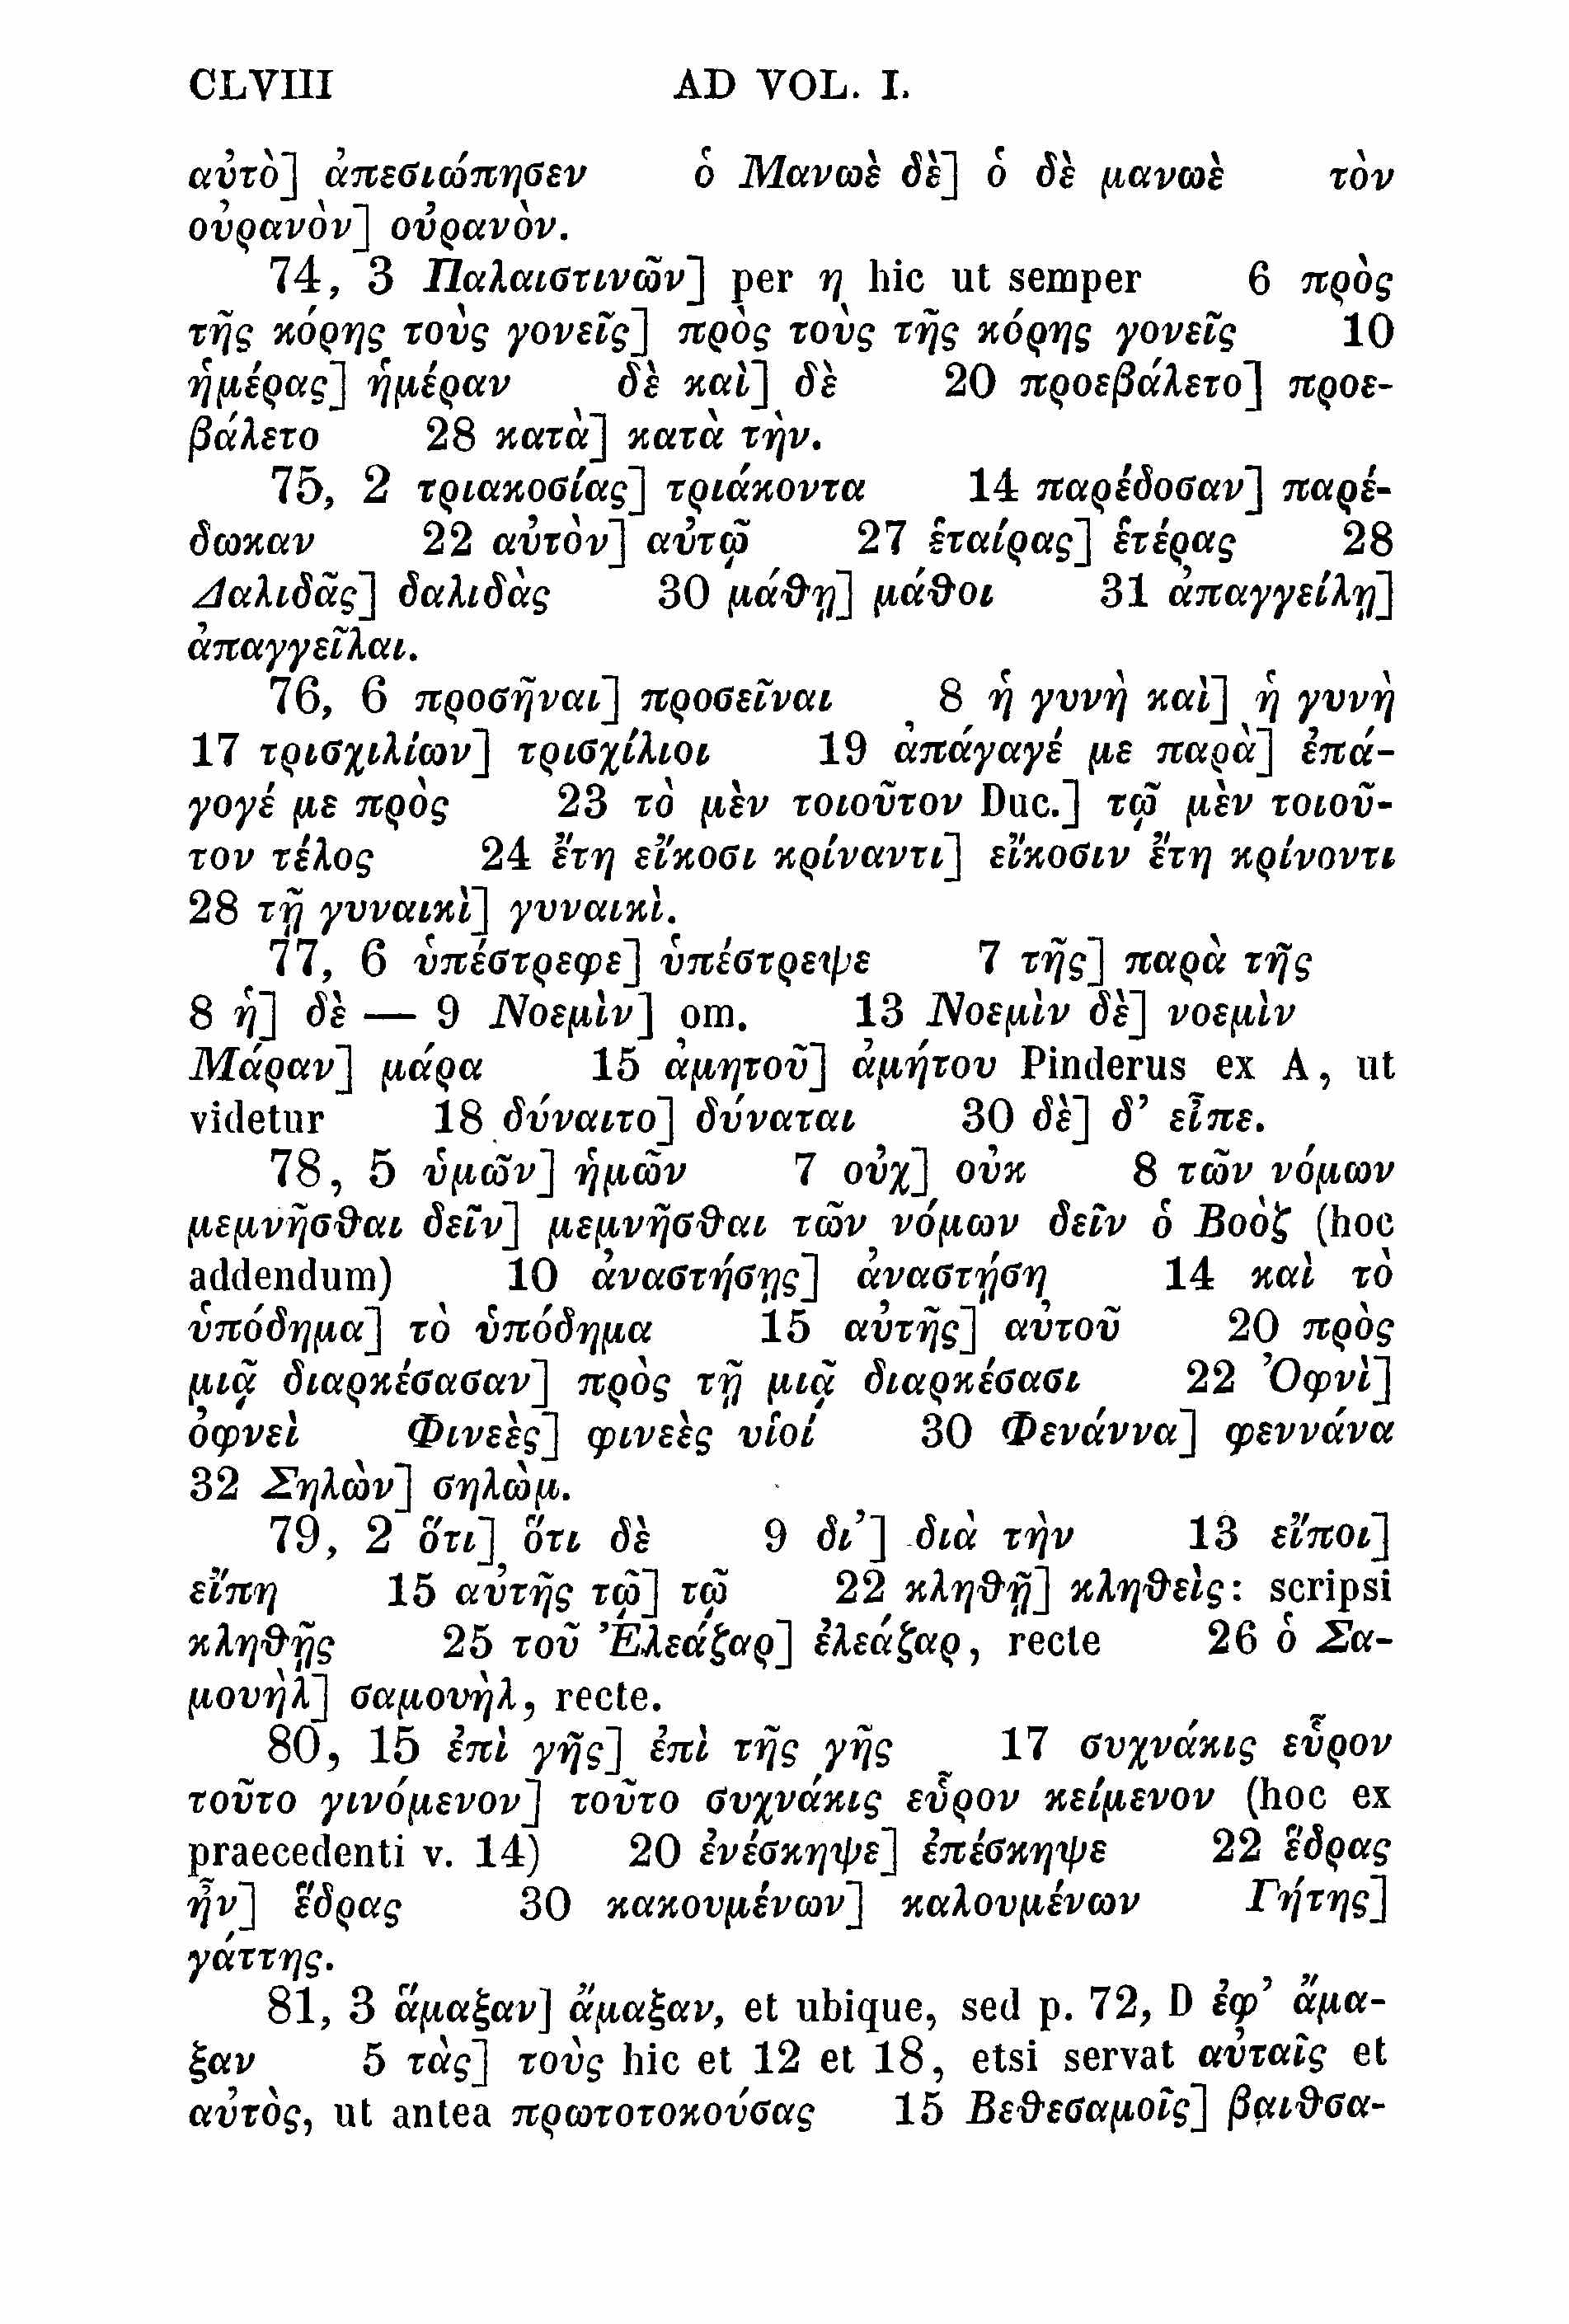 CLVIII AD VOL. I.
αὐτὸ] ἀπεσιώπησεν ὁ Μανωὲ δὲ] ὁ δὲ μανωὲ τὸν
οὐρανὸν] οὐρανὸν.
74, 3 Παλαιστινῶν] per η hic ut semper 6 πρὸς
τῆς κόρης τοὺς γονεῖς] πρὸς τοὺς τῆς κόρης γονεῖς 10
ἡμέρας] ἡμέραν δὲ καὶ] δὲ 20 προεβάλετο] προε-
βάλετο 28 κατὰ] κατὰ τὴν.
75, 2 τριακοσίας] τριάκοντα 14 παρέδοσαν] παρέ-
δωκαν 22 αὐτὸν] αὐτῷ 27 ἑταίρας] ἑτέρας 28
Δαλιδᾶς] δαλιδὰς 30 μάθῃ] μάθοι 31 ἀπαγγείλῃ]
ἀπαγγεῖλαι.
76, 6 προσῆναι] προσεῖναι 8 ἡ γυνὴ καὶ] ἡ γυνὴ
17 τρισχιλίων] τρισχίλιοι 19 ἀπάγαγέ με παρὰ] ἐπά-
γογέ με πρὸς 23 τὸ μὲν τοιοῦτον Duc.] τῷ μὲν τοιοῦ-
τον τέλος 24 ἔτη εἴκοσι κρίναντι] εἴκοσιν ἔτη κρίνοντι
28 τῇ γυναικὶ] γυναικὶ.
77, 6 ὑπέστρεφε] ὑπέστρεψε 7 τῆς] παρὰ τῆς
8 ἡ] δὲ — 9 Νοεμὶν] om. 13 Νοεμὶν δὲ] νοεμὶν
Μάραν] μάρα 15 ἀμητοῦ] ἀμήτου Pinderus ex A, ut
videtur 18 δύναιτο] δύναται 30 δὲ] δ’ εἶπε.
78, 5 ὑμῶν] ἡμῶν 7 οὐχ] οὐκ 8 τῶν νόμων
μεμνῆσθαι δεῖν] μεμνῆσθαι τῶν νόμων δεῖν ὁ Βοὸζ (hoc
addendum) 10 ἀναστήσῃς] ἀναστήσῃ 14 καὶ τὸ
ὑπόδημα] τὸ ὑπόδημα 15 αὐτῆς] αὐτοῦ 20 πρὸς
μιᾷ διαρκέσασαν] πρὸς τῇ μιᾷ διαρκέσασι 22 Ὀφνὶ]
ὀφνεὶ Φινεὲς] φινεὲς υἱοί 30 Φενάννα] φεννάνα
32 Σηλὼν] σηλὼμ.
79, 2 ὅτι] ὅτι δὲ 9 δι’] διὰ τὴν 13 εἴποι]
εἴπη 15 αὐτῆς τῷ] τῷ 22 κληθῇ] κληθεὶς: scripsi
κληθῇς 25 τοῦ Ἐλεάζαρ] ἐλεάζαρ, recte 26 ὁ Σα-
μουὴλ] σαμουὴλ, recte.
80, 15 ἐπὶ γῆς] ἐπὶ τῆς γῆς 17 συχνάκις εὗρον
τοῦτο γινόμενον] τοῦτο συχνάκις εὗρον κείμενον (hoc ex
praecedenti v. 14) 20 ἐνέσκηψε] ἐπέσκηψε 22 ἕδρας
ἦν] ἕδρας 30 κακουμένων] καλουμένων Γήτης]
γάττης.
81, 3 ἅμαξαν] ἄμαξαν, et ubique, sed p. 72, D ἐφ’ ἄμα-
ξαν 5 τὰς] τοὺς hic et 12 et 18, etsi servat αὐταῖς et
αὐτὸς, ut antea πρωτοτοκούσας 15 Βεθεσαμοῖς] βαιθσα-